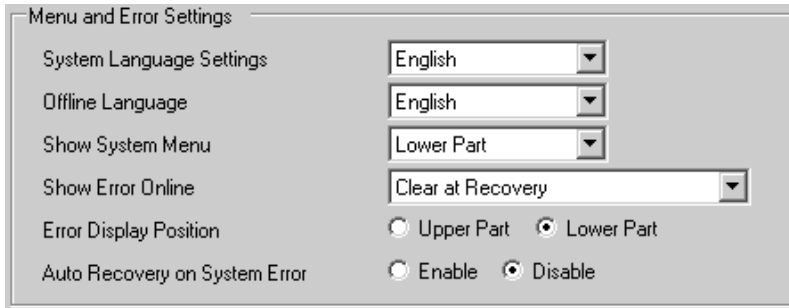 Menu and Error Settings
System Language Settings English
Offline Language English
Show System Menu Lower Part
Show Error Online Clear at Recovery
Error Display Position Upper Part Lower Part
Auto Recovery on System Error Enable Disable